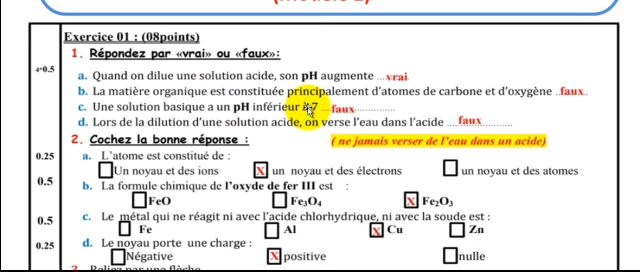 Exercice 01 : (08points)
1. Répondez par «vrai» ou «faux»:
4*0.5
a. Quand on dilue une solution acide, son pH augmente ...vrai
b. La matière organique est constituée principalement d'atomes de carbone et d'oxygène ..faux..
c. Une solution basique a un pH inférieur à 7 ....faux..............
d. Lors de la dilution d'une solution acide, on verse l'eau dans l'acide ....faux..........
2. Cochez la bonne réponse : ( ne jamais verser de l'eau dans un acide)
0.25 a. L'atome est constitué de :
Un noyau et des ions X un noyau et des électrons un noyau et des atomes
0.5 b. La formule chimique de l'oxyde de fer III est :
FeO Fe₃O₄ X Fe₂O₃
0.5 c. Le métal qui ne réagit ni avec l'acide chlorhydrique, ni avec la soude est :
Fe Al X Cu Zn
0.25 d. Le noyau porte une charge :
Négative X positive nulle